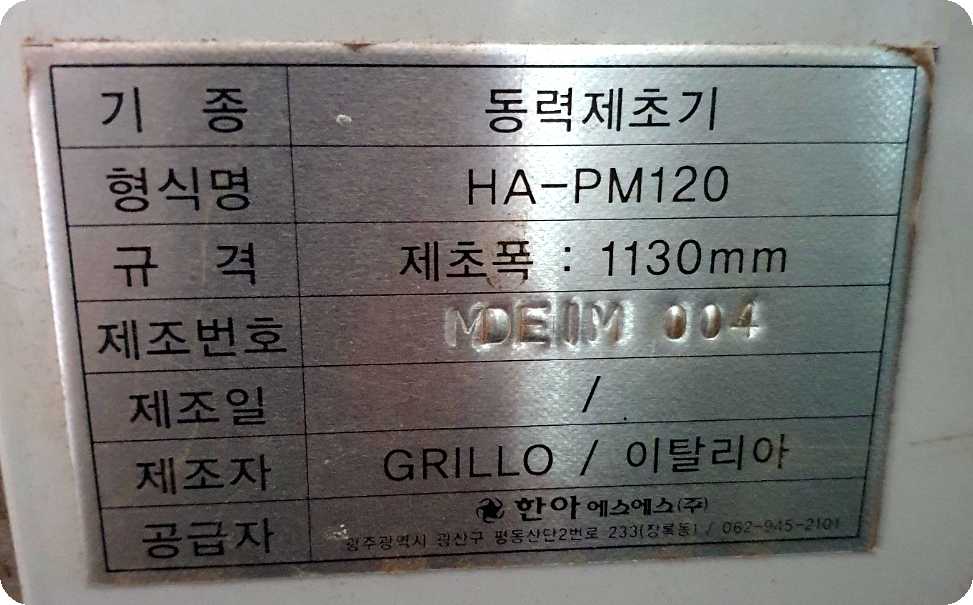 기 종 동력제초기
형식명 HA-PM120
규 격 제초폭 : 1130mm
제조번호 MDEIM 004
제조일 /
제조자 GRILLO / 이탈리아
공급자 한아에스에스(주)
광주광역시 광산구 평동산단2번로 233(장록동) / 062-945-2101